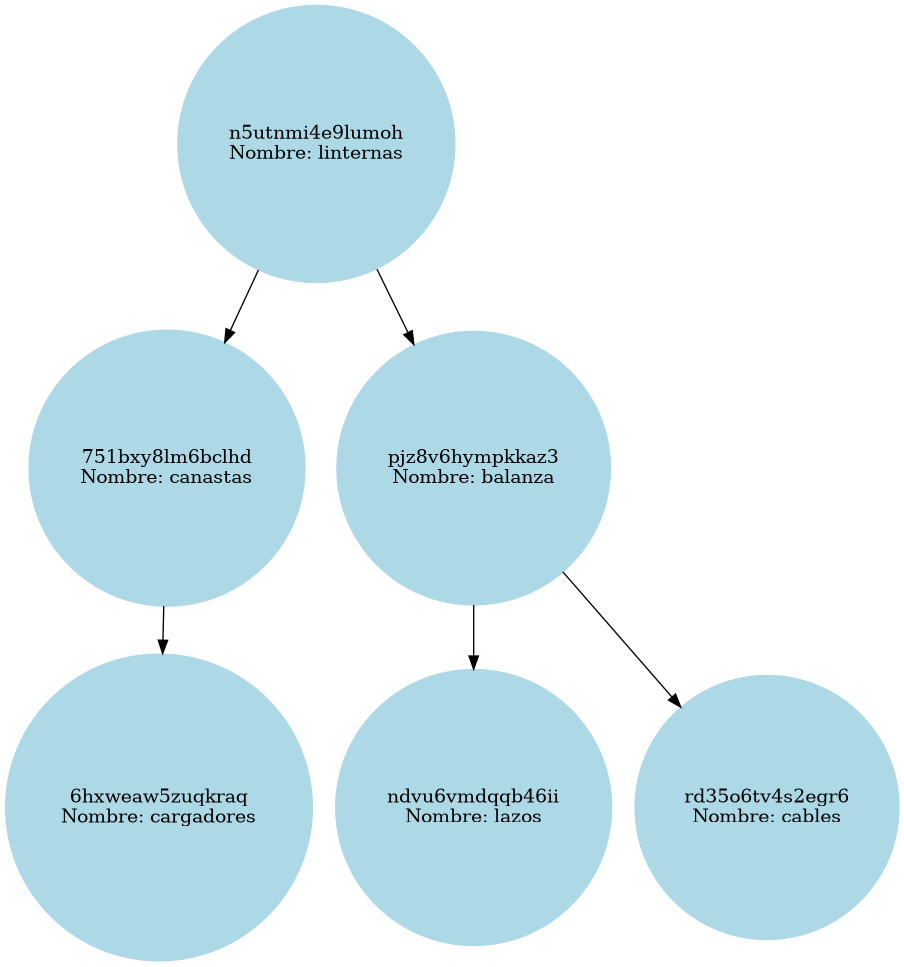 n5utnmi4e9lumoh
Nombre: linternas
751bxy8lm6bclhd
Nombre: canastas
pjz8v6hympkkaz3
Nombre: balanza
6hxweaw5zuqkraq
Nombre: cargadores
ndvu6vmdqqb46ii
Nombre: lazos
rd35o6tv4s2egr6
Nombre: cables